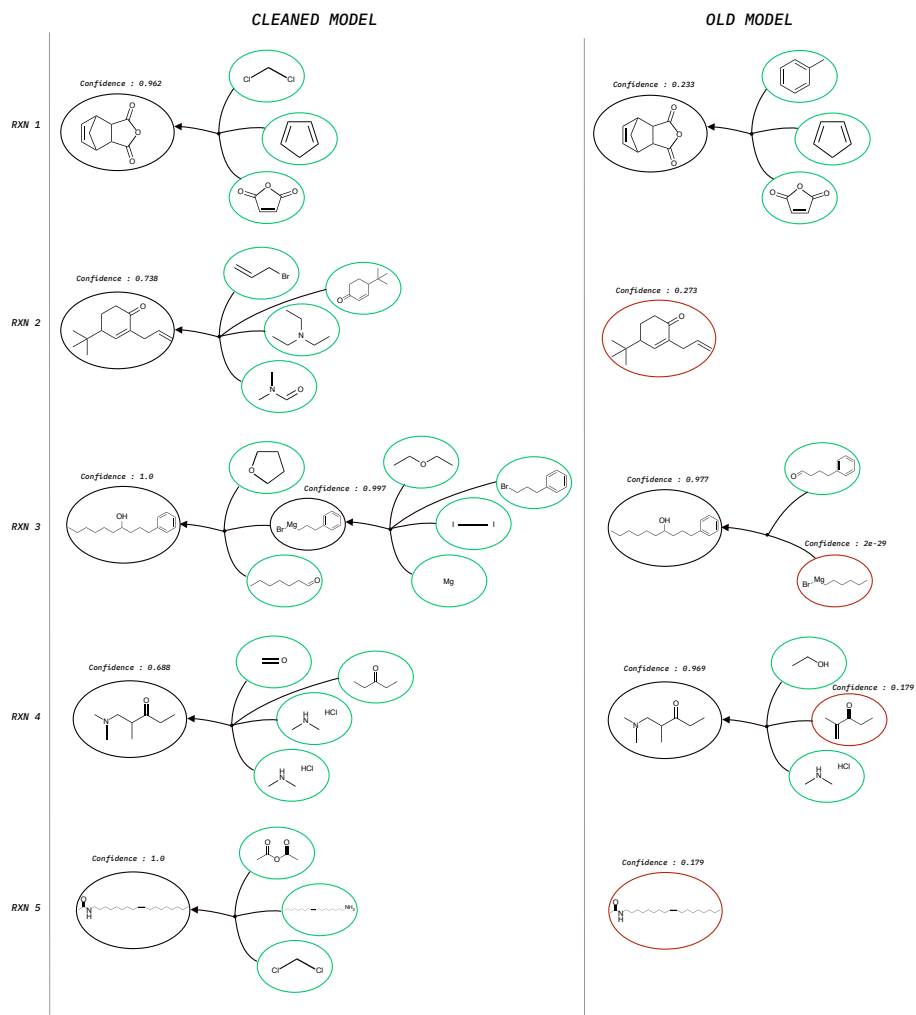 CLEANED MODEL
OLD MODEL
RXN 1
Confidence : 0.962
O
O
O
Cl
Cl
O
O
O
Confidence : 0.233
O
O
O
O
O
O
RXN 2
Confidence : 0.738
O
Br
O
N
N
O
Confidence : 0.273
O
RXN 3
Confidence : 1.0
OH
O
Confidence : 0.997
Br
Mg
O
O
Br
I
I
Mg
Confidence : 0.977
OH
O
Confidence : 2e-29
Br
Mg
RXN 4
Confidence : 0.688
O
N
O
O
H
N
HCl
H
N
HCl
Confidence : 0.969
O
N
OH
Confidence : 0.179
O
H
N
HCl
RXN 5
Confidence : 1.0
O
N
H
O
O
O
NH2
Cl
Cl
Confidence : 0.179
O
N
H